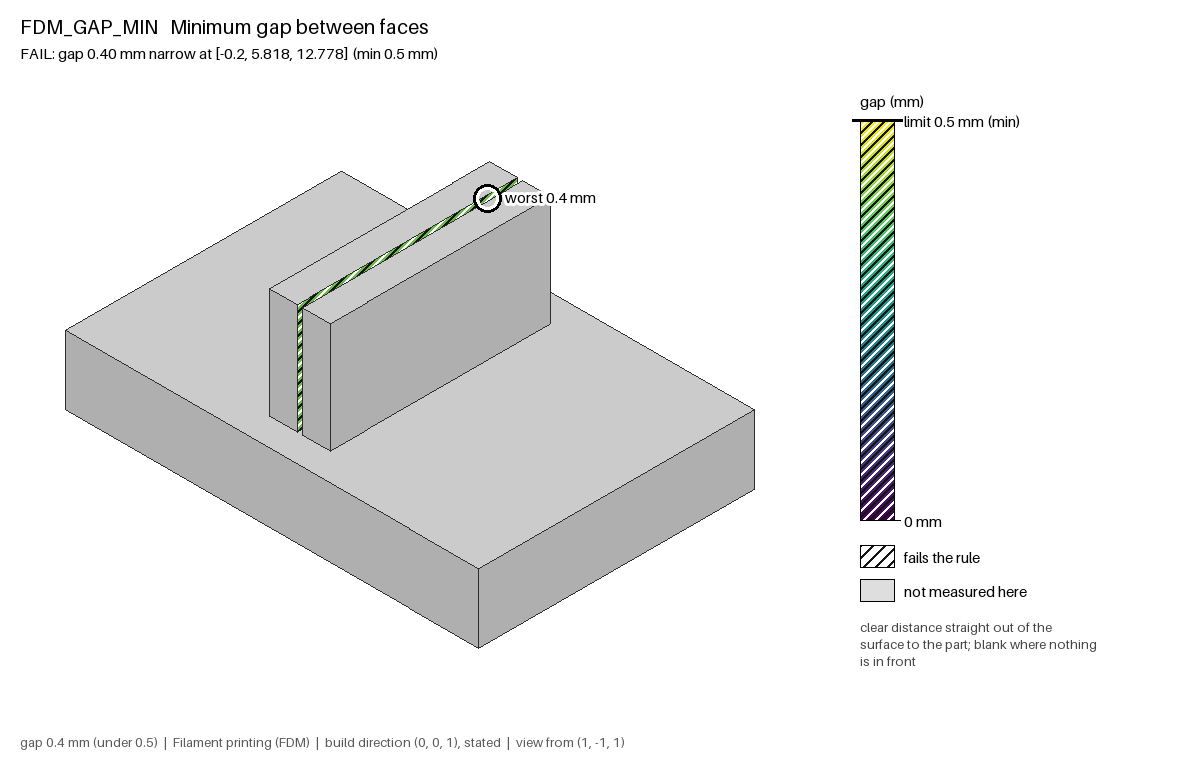 FDM_GAP_MIN Minimum gap between faces
FAIL: gap 0.40 mm narrow at [-0.2, 5.818, 12.778] (min 0.5 mm)
gap (mm)
limit 0.5 mm (min)
worst 0.4 mm
0 mm
fails the rule
not measured here
clear distance straight out of the
surface to the part; blank where nothing
is in front
gap 0.4 mm (under 0.5) | Filament printing (FDM) | build direction (0, 0, 1), stated | view from (1, -1, 1)